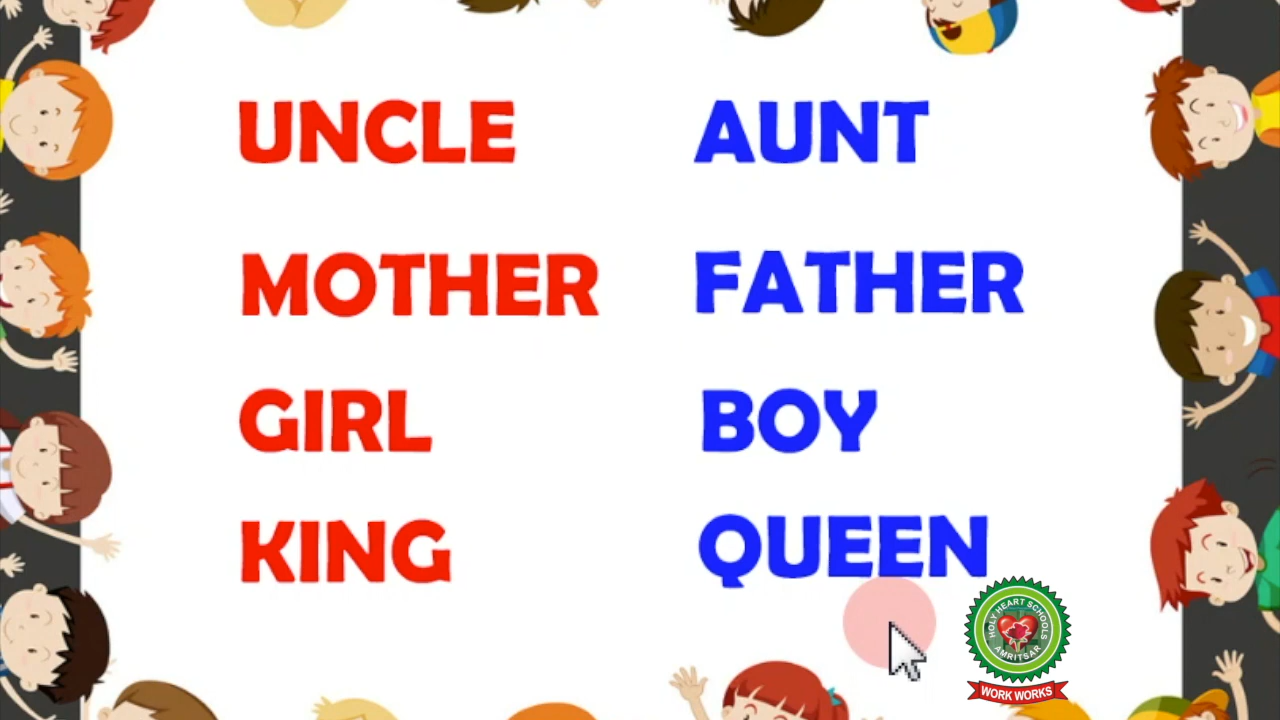 UNCLE AUNT
MOTHER FATHER
GIRL BOY
KING QUEEN
HOLY HEART SCHOOLS
AMRITSAR
WORK WORKS